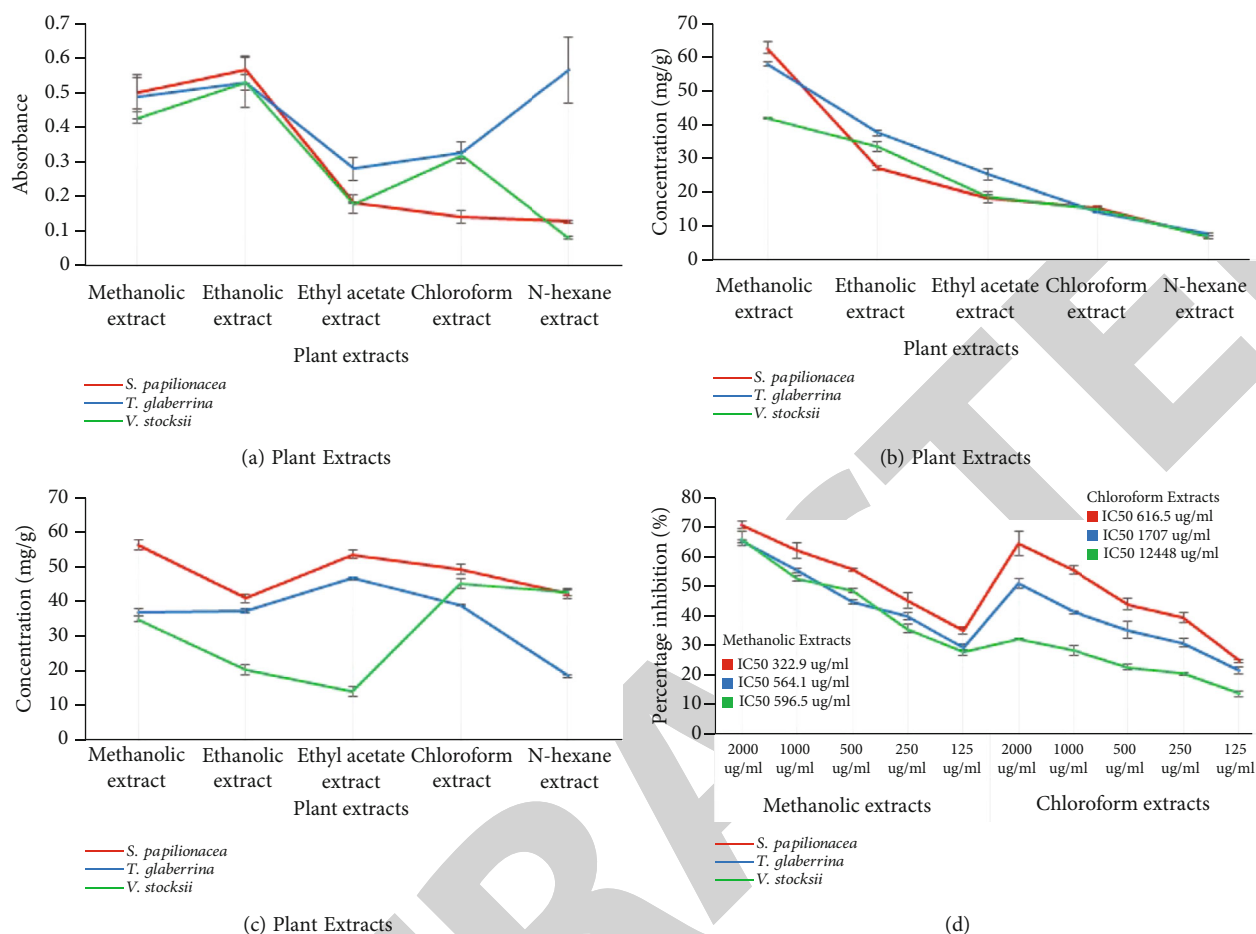 0.7
0.6
0.5
0.4
0.3
0.2
0.1
0
Absorbance
Methanolic extract
Ethanolic extract
Ethyl acetate extract
Chloroform extract
N-hexane extract
Plant extracts
S. papilionacea
T. glaberrina
V. stocksii
(a) Plant Extracts
70
60
50
40
30
20
10
0
Concentration (mg/g)
Methanolic extract
Ethanolic extract
Ethyl acetate extract
Chloroform extract
N-hexane extract
Plant extracts
S. papilionacea
T. glaberrina
V. stocksii
(b) Plant Extracts
70
60
50
40
30
20
10
0
Concentration (mg/g)
Methanolic extract
Ethanolic extract
Ethyl acetate extract
Chloroform extract
N-hexane extract
Plant extracts
S. papilionacea
T. glaberrina
V. stocksii
(c) Plant Extracts
80
70
60
50
40
30
20
10
0
Percentage inhibition (%)
Chloroform Extracts
IC50 616.5 ug/ml
IC50 1707 ug/ml
IC50 12448 ug/ml
Methanolic Extracts
IC50 322.9 ug/ml
IC50 564.1 ug/ml
IC50 596.5 ug/ml
2000 ug/ml
1000 ug/ml
500 ug/ml
250 ug/ml
125 ug/ml
2000 ug/ml
1000 ug/ml
500 ug/ml
250 ug/ml
125 ug/ml
Methanolic extracts
Chloroform extracts
S. papilionacea
T. glaberrina
V. stocksii
(d)